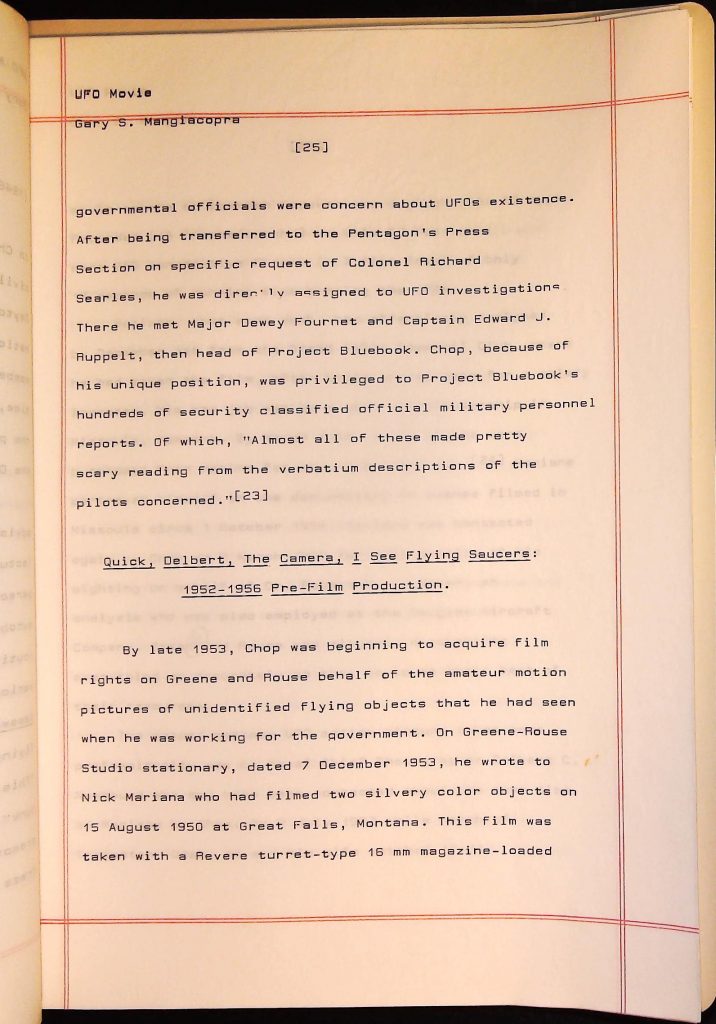 UFO Movie
Gary S. Mangiacopra
[25]
governmental officials were concern about UFOs existence.
After being transferred to the Pentagon's Press
Section on specific request of Colonel Richard
Searles, he was assigned to UFO investigations
There he met Major Dewey Fournet and Captain Edward J.
Ruppelt, then head of Project Bluebook. Chop, because of
his unique position, was privileged to Project Bluebook's
hundreds of security classified official military personnel
reports. Of which, "Almost all of these made pretty
scary reading from the verbatium descriptions of the
pilots concerned."[23]
Quick, Delbert, The Camera, I See Flying Saucers:
1952-1956 Pre-Film Production.
By late 1953, Chop was beginning to acquire film
rights on Greene and Rouse behalf of the amateur motion
pictures of unidentified flying objects that he had seen
when he was working for the government. On Greene-Rouse
Studio stationary, dated 7 December 1953, he wrote to
Nick Mariana who had filmed two silvery color objects on
15 August 1950 at Great Falls, Montana. This film was
taken with a Revere turret-type 16 mm magazine-loaded